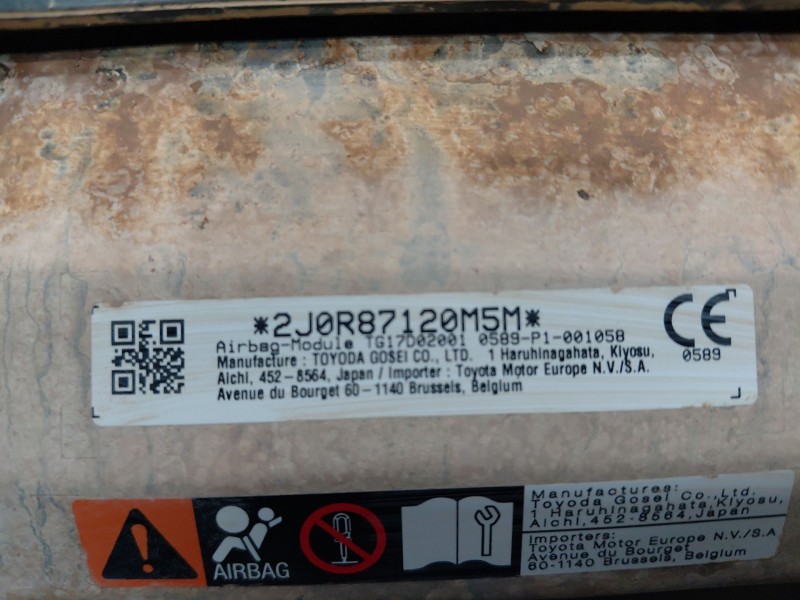 *2J0R87120M5M*
Airbag-Module TG17D02001 0589-P1-001058
Manufacture : TOYODA GOSEI CO., LTD. 1 Haruhinagahata, Kiyosu,
Aichi, 452-8564, Japan / Importer : Toyota Motor Europe N.V./S.A.
Avenue du Bourget 60-1140 Brussels, Belgium
CE
0589
AIRBAG
Manufactures:
Toyoda Gosei Co.,Ltd.
1 Haruhinagahata,Kiyosu,
Aichi,452-8564,Japan
Importers:
Toyota Motor Europe N.V./S.A
Avenue du Bourget
60-1140 Brussels, Belgium